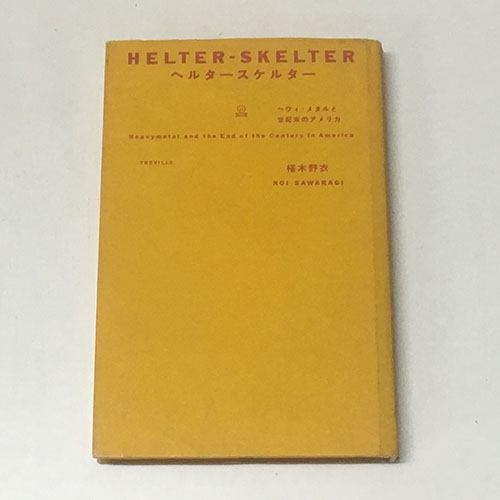 HELTER-SKELTER
ヘルタースケルター
ヘヴィ・メタルと
世紀末のアメリカ
Heavymetal and the End of the Century in America
TREVILLE
椹木野衣
NOI SAWARAGI